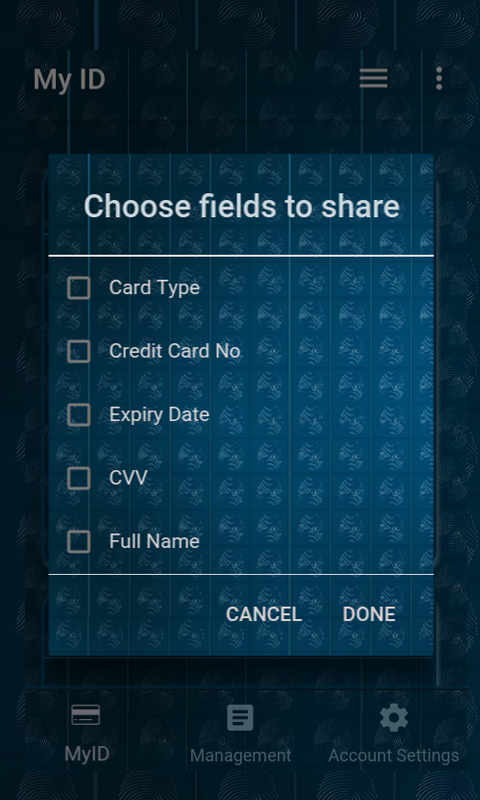 My ID
Choose fields to share
Card Type
Credit Card No
Expiry Date
CVV
Full Name
CANCEL DONE
MyID Management Account Settings